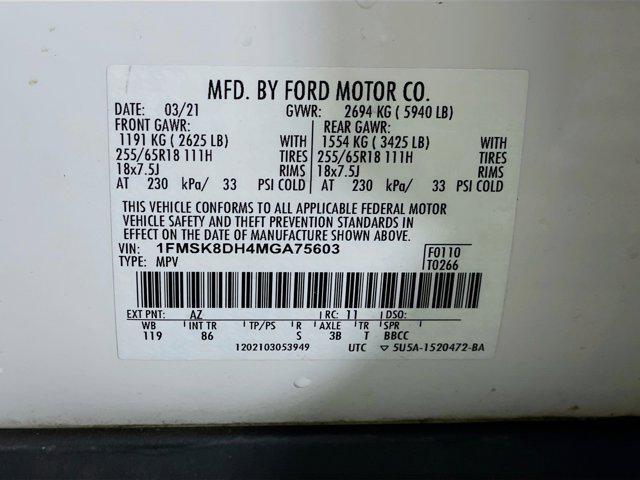 MFD. BY FORD MOTOR CO.
DATE: 03/21 GVWR: 2694 KG ( 5940 LB)
FRONT GAWR: REAR GAWR:
1191 KG ( 2625 LB) WITH 1554 KG ( 3425 LB) WITH
255/65R18 111H TIRES 255/65R18 111H TIRES
18x7.5J RIMS 18x7.5J RIMS
AT 230 kPa/ 33 PSI COLD AT 230 kPa/ 33 PSI COLD
THIS VEHICLE CONFORMS TO ALL APPLICABLE FEDERAL MOTOR
VEHICLE SAFETY AND THEFT PREVENTION STANDARDS IN
EFFECT ON THE DATE OF MANUFACTURE SHOWN ABOVE.
VIN: 1FMSK8DH4MGA75603 F0110
TYPE: MPV T0266
EXT PNT: AZ RC: 11 DSO:
WB INT TR TP/PS R AXLE TR SPR
119 86 S 3B T BBCC
1202103053949 UTC ▽ 5U5A-1520472-BA